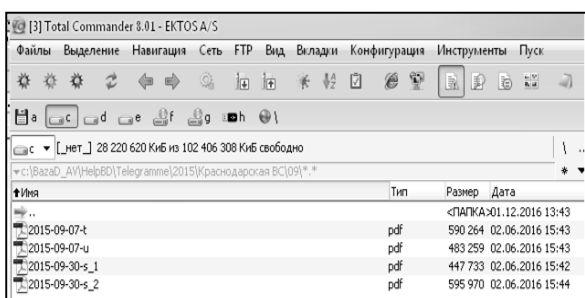 [3] Total Commander 8.01 - EKTOS A/S
Файлы Выделение Навигация Сеть FTP Вид Вкладки Конфигурация Инструменты Пуск
a c d e f g h \
c [_нет_] 28 220 620 КиБ из 102 406 308 КиБ свободно \ ..
c:\BazaD_AV\HelpBD\Telegramme\2015\Краснодарская ВС\09\*.* *
Имя Тип Размер Дата
.. <ПАПКА> 01.12.2016 13:43
2015-09-07-t pdf 590 264 02.06.2016 15:43
2015-09-07-u pdf 483 259 02.06.2016 15:43
2015-09-30-s_1 pdf 447 733 02.06.2016 15:42
2015-09-30-s_2 pdf 595 970 02.06.2016 15:44